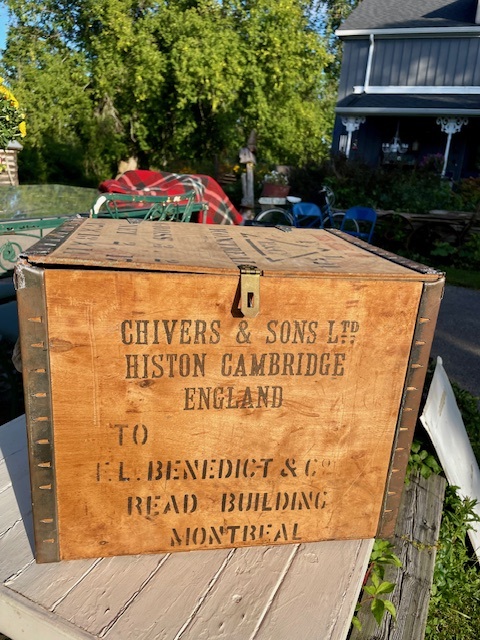 CHIVERS & SONS LTD
HISTON CAMBRIDGE
ENGLAND
TO
F.L. BENEDICT & CO
READ BUILDING
MONTREAL